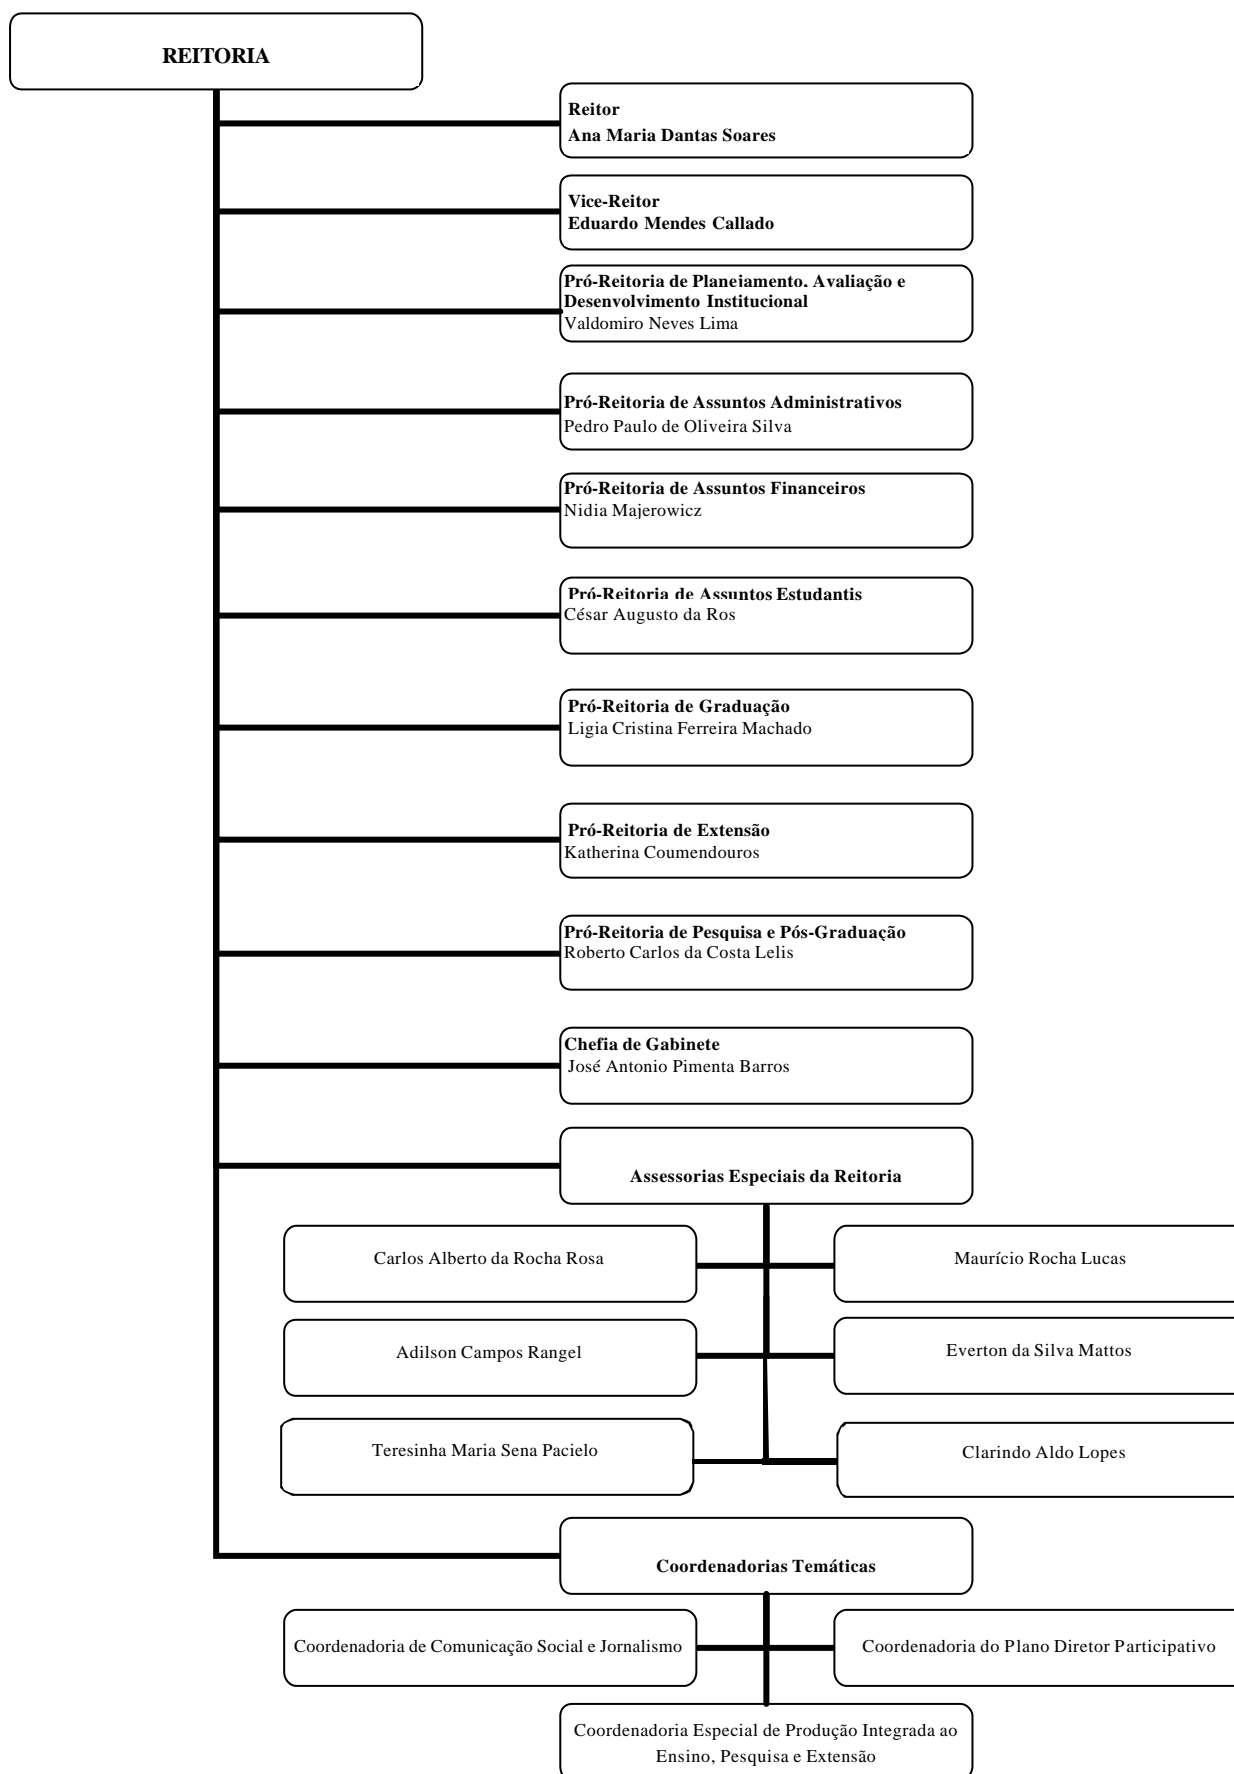 REITORIA
Reitor
Ana Maria Dantas Soares
Vice-Reitor
Eduardo Mendes Callado
Pró-Reitoria de Planejamento, Avaliação e
Desenvolvimento Institucional
Valdomiro Neves Lima
Pró-Reitoria de Assuntos Administrativos
Pedro Paulo de Oliveira Silva
Pró-Reitoria de Assuntos Financeiros
Nidia Majerowicz
Pró-Reitoria de Assuntos Estudantis
César Augusto da Ros
Pró-Reitoria de Graduação
Ligia Cristina Ferreira Machado
Pró-Reitoria de Extensão
Katherina Coumendouros
Pró-Reitoria de Pesquisa e Pós-Graduação
Roberto Carlos da Costa Lelis
Chefia de Gabinete
José Antonio Pimenta Barros
Assessorias Especiais da Reitoria
Carlos Alberto da Rocha Rosa
Maurício Rocha Lucas
Adilson Campos Rangel
Everton da Silva Mattos
Teresinha Maria Sena Pacielo
Clarindo Aldo Lopes
Coordenadorias Temáticas
Coordenadoria de Comunicação Social e Jornalismo
Coordenadoria do Plano Diretor Participativo
Coordenadoria Especial de Produção Integrada ao
Ensino, Pesquisa e Extensão